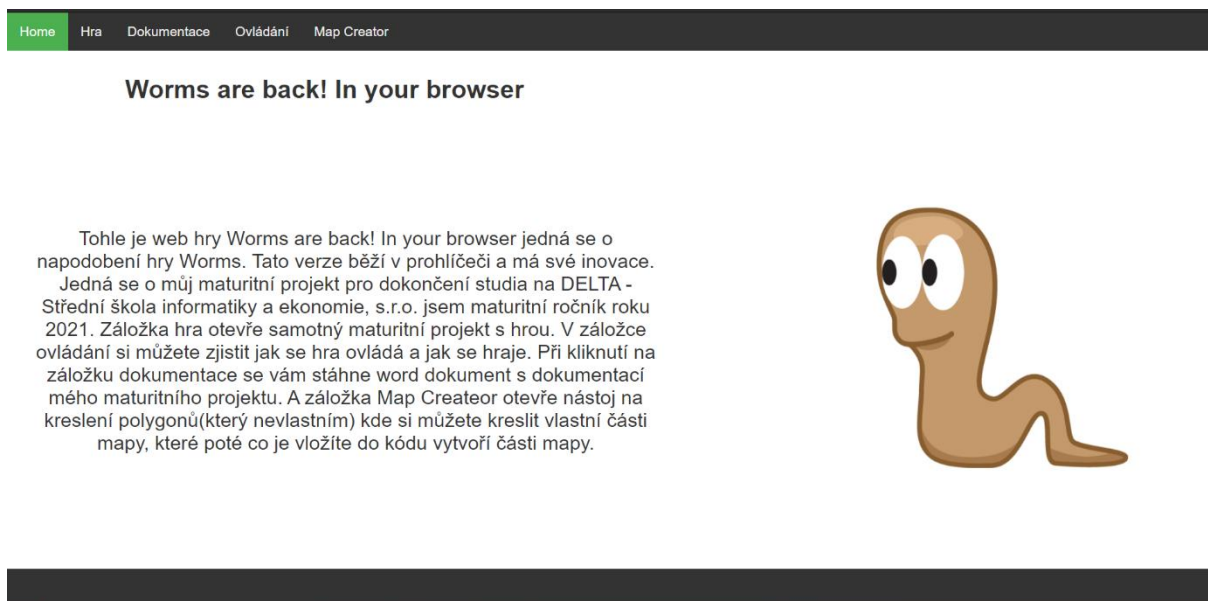 Home Hra Dokumentace Ovládání Map Creator
Worms are back! In your browser
Tohle je web hry Worms are back! In your browser jedná se o
napodobení hry Worms. Tato verze běží v prohlíčeči a má své inovace.
Jedná se o můj maturitní projekt pro dokončení studia na DELTA -
Střední škola informatiky a ekonomie, s.r.o. jsem maturitní ročník roku
2021. Záložka hra otevře samotný maturitní projekt s hrou. V záložce
ovládání si můžete zjistit jak se hra ovládá a jak se hraje. Při kliknutí na
záložku dokumentace se vám stáhne word dokument s dokumentací
mého maturitního projektu. A záložka Map Createor otevře nástoj na
kreslení polygonů(který nevlastním) kde si můžete kreslit vlastní části
mapy, které poté co je vložíte do kódu vytvoří části mapy.